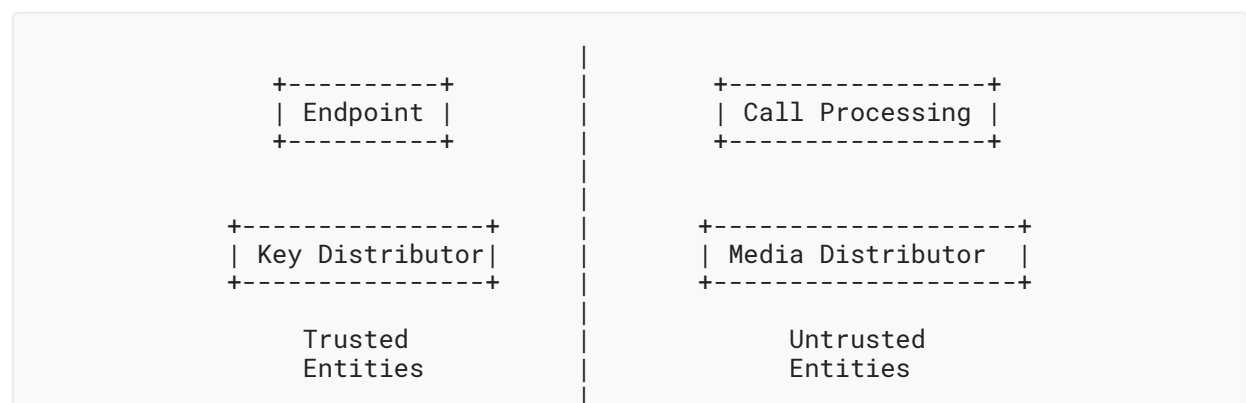 |
+----------+        |        +-----------------+
| Endpoint |        |        | Call Processing |
+----------+        |        +-----------------+
                    |
                    |
+----------------+  |  +--------------------+
| Key Distributor|  |  | Media Distributor  |
+----------------+  |  +--------------------+
                    |
Trusted             |             Untrusted
Entities            |             Entities
                    |